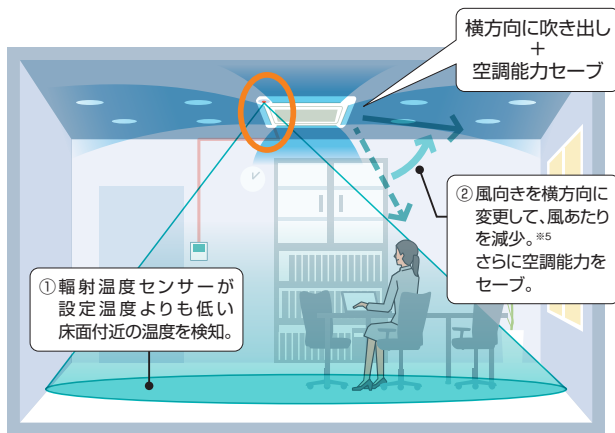 横方向に吹き出し
+
空調能力セーブ
①輻射温度センサーが
設定温度よりも低い
床面付近の温度を検知。
②風向きを横方向に
変更して、風あたり
を減少。※5
さらに空調能力を
セーブ。